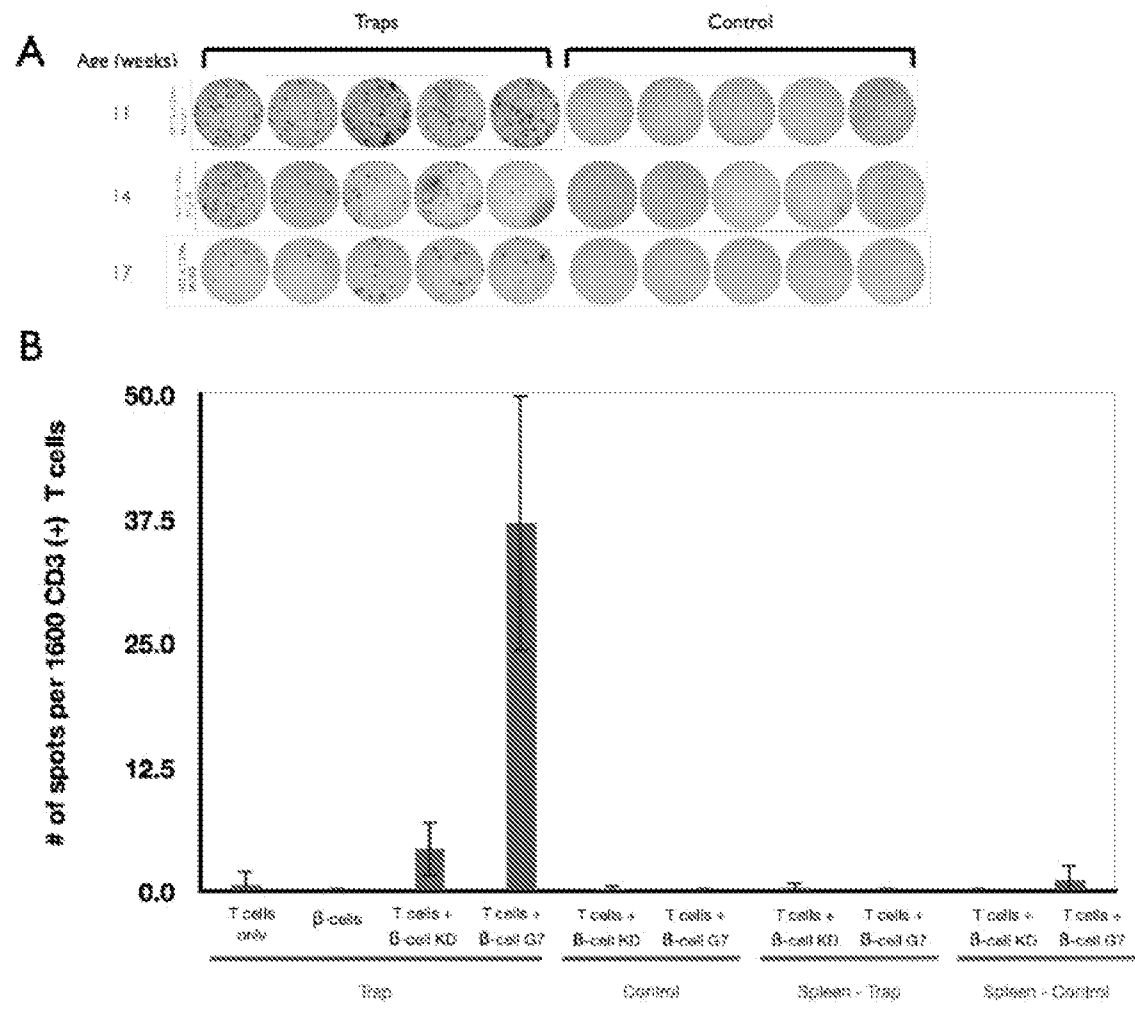 Traps Control
A Age (weeks)
11
14
17
B
# of spots per 1600 CD3 (+) T cells
50.0
37.5
25.0
12.5
0.0
T cells only
β-cells
T cells + β-cell KD
T cells + β-cell G7
T cells + β-cell KD
T cells + β-cell G7
T cells + β-cell KD
T cells + β-cell G7
T cells + β-cell KD
T cells + β-cell G7
Trap Control Spleen - Trap Spleen - Control